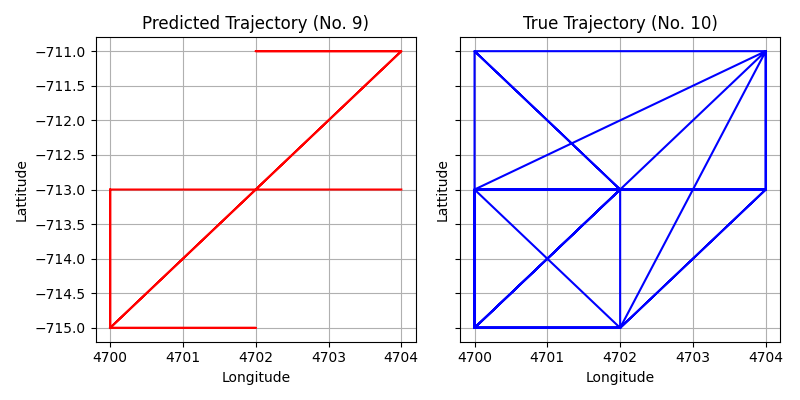 Predicted Trajectory (No. 9)
True Trajectory (No. 10)
−711.0
−711.5
−712.0
−712.5
−713.0
−713.5
−714.0
−714.5
−715.0
Lattitude
Lattitude
4700 4701 4702 4703 4704
4700 4701 4702 4703 4704
Longitude
Longitude